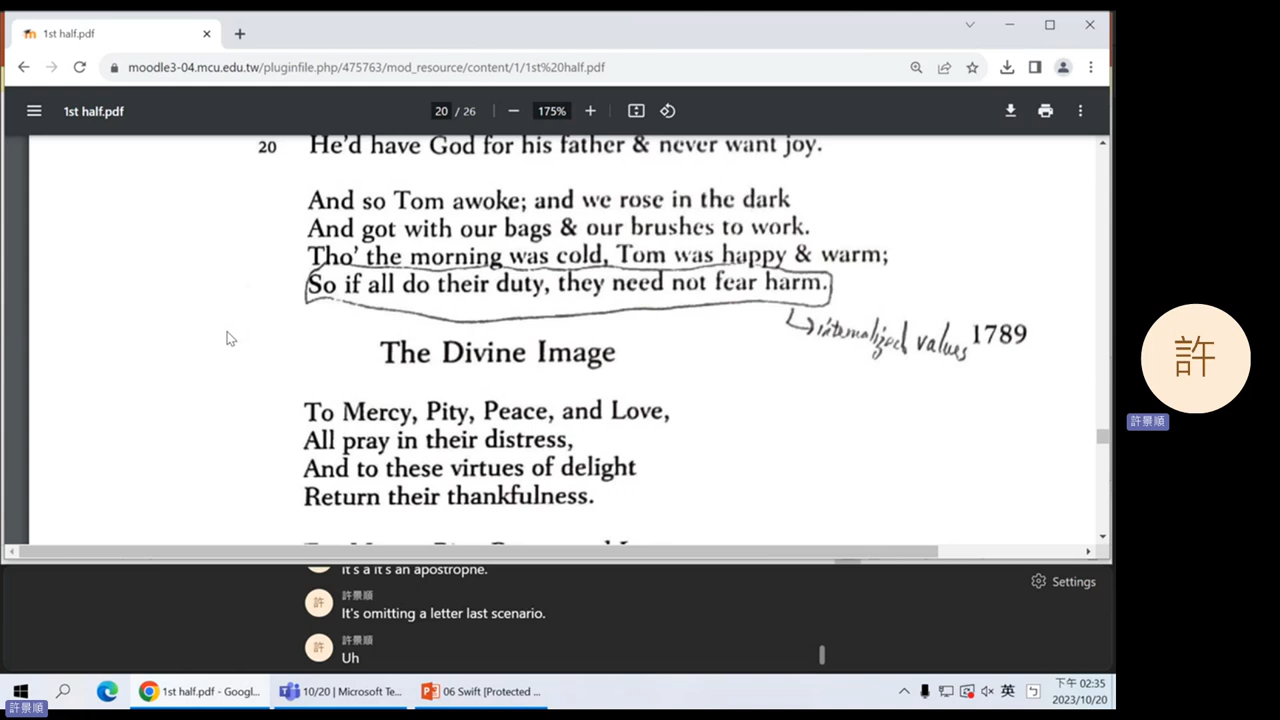 1st half.pdf
moodle3-04.mcu.edu.tw/pluginfile.php/475763/mod_resource/content/1/1st%20half.pdf
1st half.pdf
20 / 26
175%
20 He'd have God for his father & never want joy.
And so Tom awoke; and we rose in the dark
And got with our bags & our brushes to work.
Tho' the morning was cold, Tom was happy & warm;
So if all do their duty, they need not fear harm.
internalized values 1789
The Divine Image
To Mercy, Pity, Peace, and Love,
All pray in their distress,
And to these virtues of delight
Return their thankfulness.
許
許景順
it's a it's an apostrophe.
Settings
許
許景順
It's omitting a letter last scenario.
許
許景順
Uh
1st half.pdf - Googl...
10/20 | Microsoft Te...
06 Swift [Protected ...
英
下午 02:35
2023/10/20
許景順